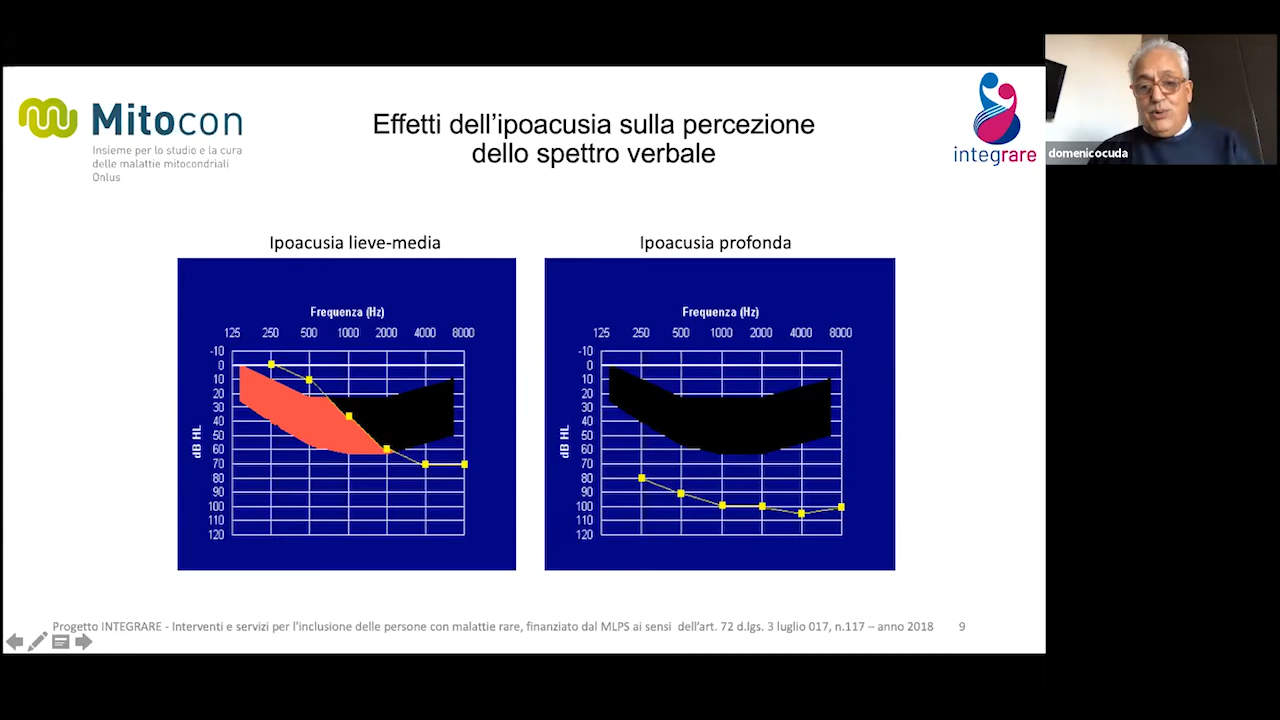 Mitocon
Insieme per lo studio e la cura
delle malattie mitocondriali
Onlus
Effetti dell'ipoacusia sulla percezione
dello spettro verbale
integrare
domenicocuda
Ipoacusia lieve-media
Frequenza (Hz)
125 250 500 1000 2000 4000 8000
-10
0
10
20
30
40
50
60
70
80
90
100
110
120
dB HL
Ipoacusia profonda
Frequenza (Hz)
125 250 500 1000 2000 4000 8000
-10
0
10
20
30
40
50
60
70
80
90
100
110
120
dB HL
Progetto INTEGRARE - Interventi e servizi per l'inclusione delle persone con malattie rare, finanziato dal MLPS ai sensi dell'art. 72 d.lgs. 3 luglio 017, n.117 – anno 2018 9